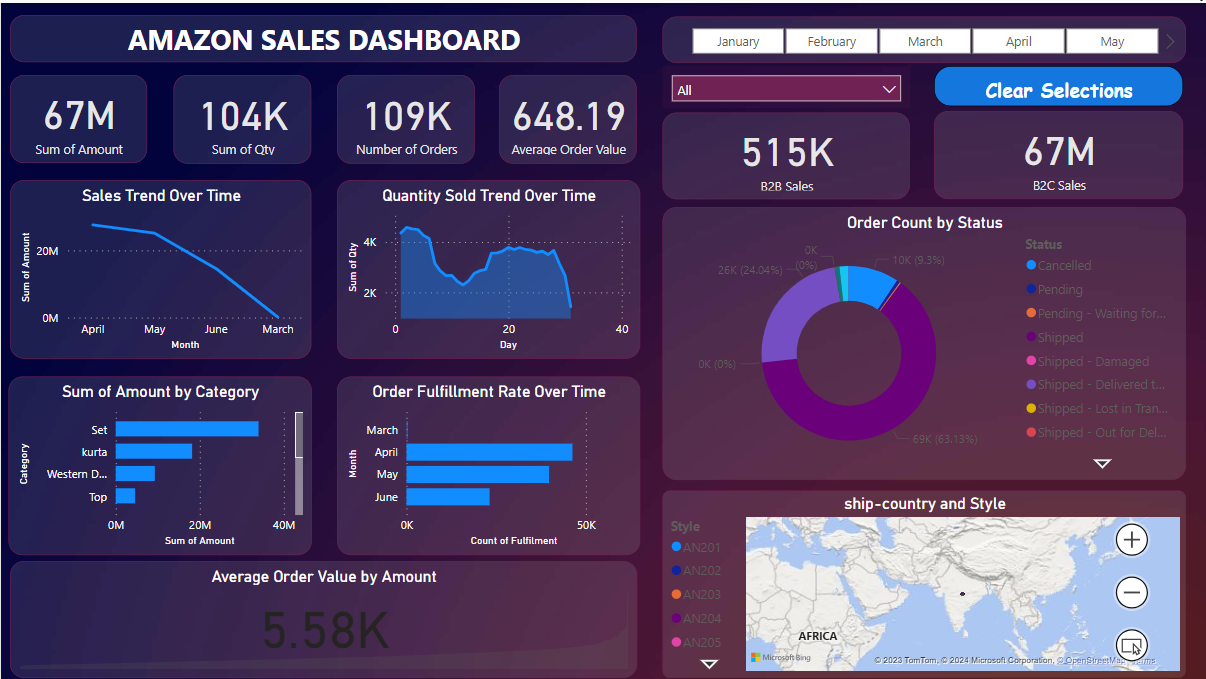 AMAZON SALES DASHBOARD
January February March April May
All
Clear Selections
67M
Sum of Amount
104K
Sum of Qty
109K
Number of Orders
648.19
Average Order Value
515K
B2B Sales
67M
B2C Sales
Sales Trend Over Time
Sum of Amount
20M
0M
April May June March
Month
Quantity Sold Trend Over Time
Sum of Qty
4K
2K
0 20 40
Day
Order Count by Status
0K
(0%)
10K (9.3%)
26K (24.04%)
0K (0%)
69K (63.13%)
Status
Cancelled
Pending
Pending - Waiting for...
Shipped
Shipped - Damaged
Shipped - Delivered t...
Shipped - Lost in Tran...
Shipped - Out for Del...
Sum of Amount by Category
Category
Set
kurta
Western D...
Top
0M 20M 40M
Sum of Amount
Order Fulfillment Rate Over Time
Month
March
April
May
June
0K 50K
Count of Fulfilment
ship-country and Style
Style
AN201
AN202
AN203
AN204
AN205
AFRICA
Microsoft Bing
© 2023 TomTom, © 2024 Microsoft Corporation, © OpenStreetMap Terms
Average Order Value by Amount
5.58K